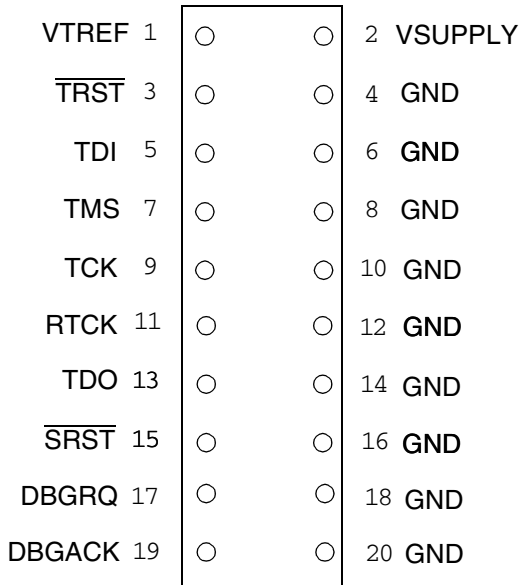 VTREF 1 2 VSUPPLY
T̅R̅S̅T̅ 3 4 GND
TDI 5 6 GND
TMS 7 8 GND
TCK 9 10 GND
RTCK 11 12 GND
TDO 13 14 GND
S̅R̅S̅T̅ 15 16 GND
DBGRQ 17 18 GND
DBGACK 19 20 GND